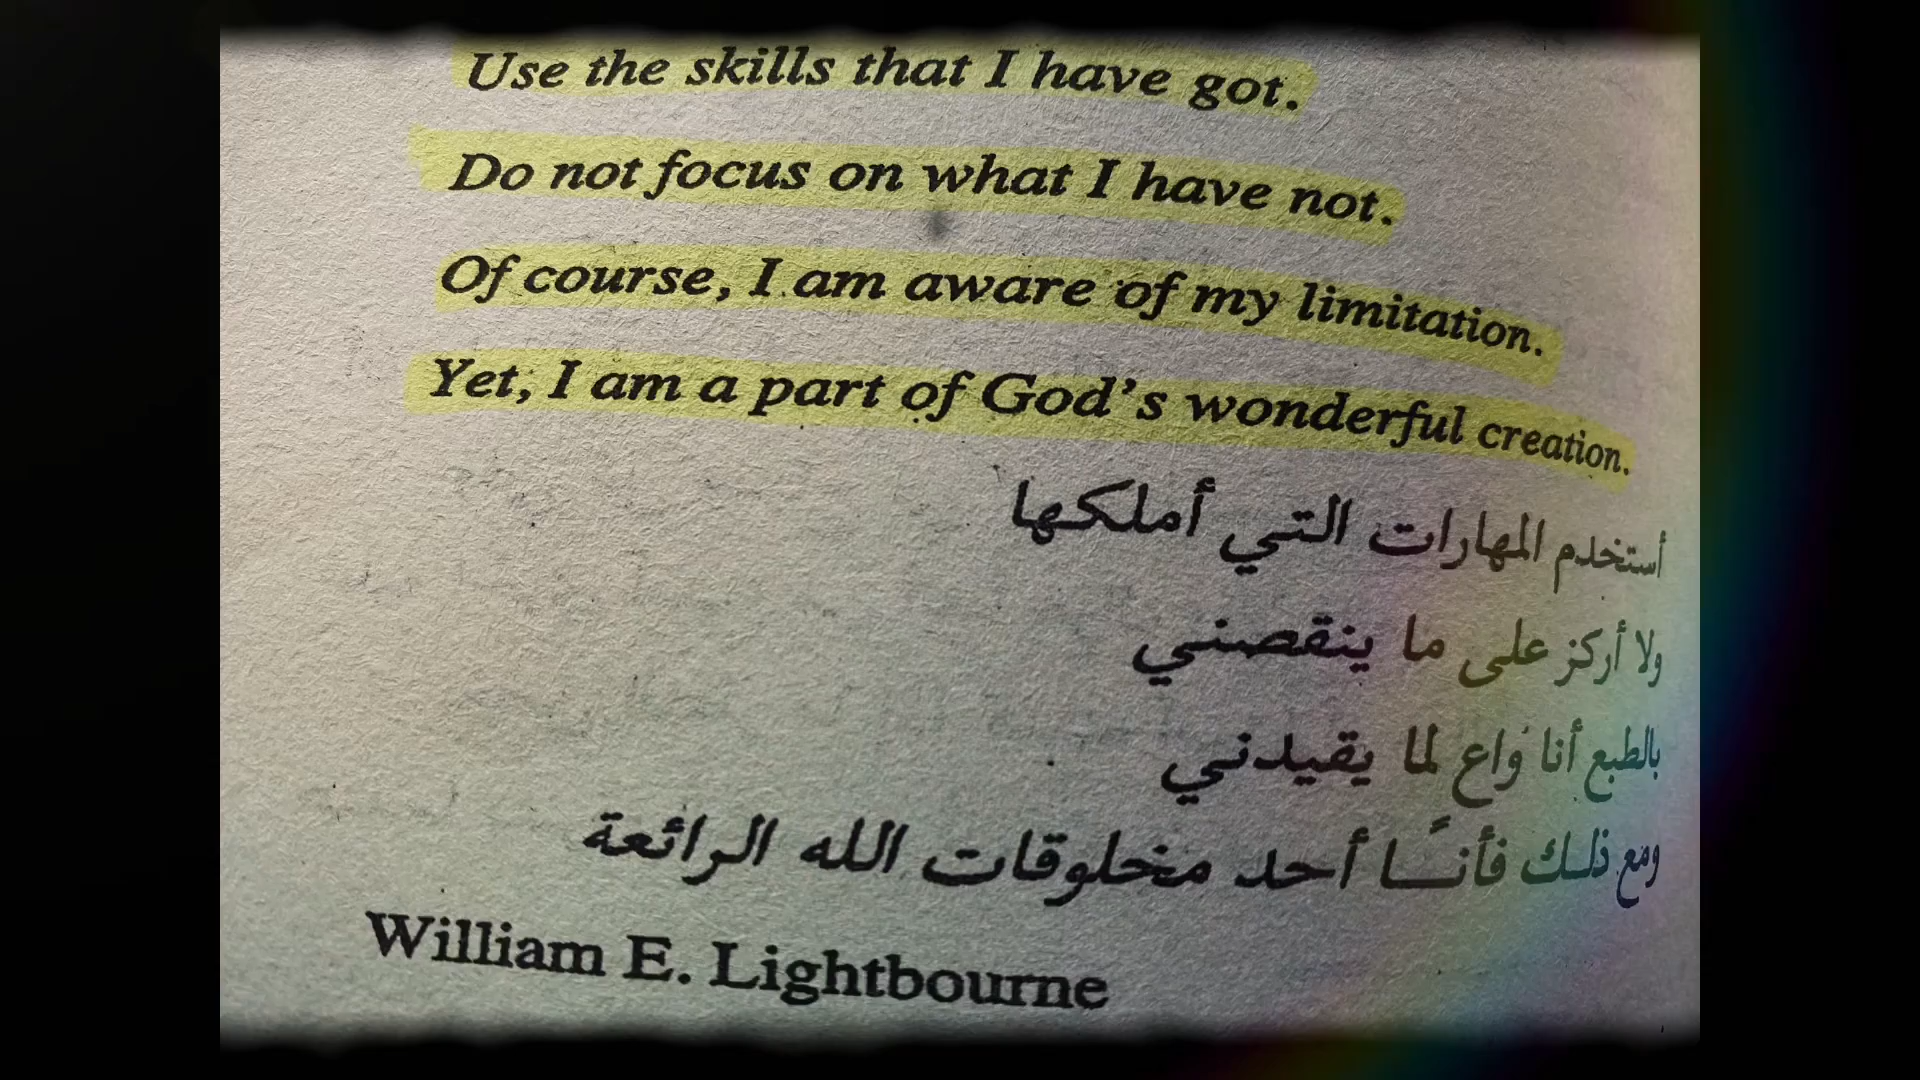 Use the skills that I have got.
Do not focus on what I have not.
Of course, I am aware of my limitation.
Yet, I am a part of God's wonderful creation.
أستخدم المهارات التي أملكها
ولا أركز على ما ينقصني
بالطبع أنا واع لما يقيدني
ومع ذلك فأنًا أحد مخلوقات الله الرائعة
William E. Lightbourne